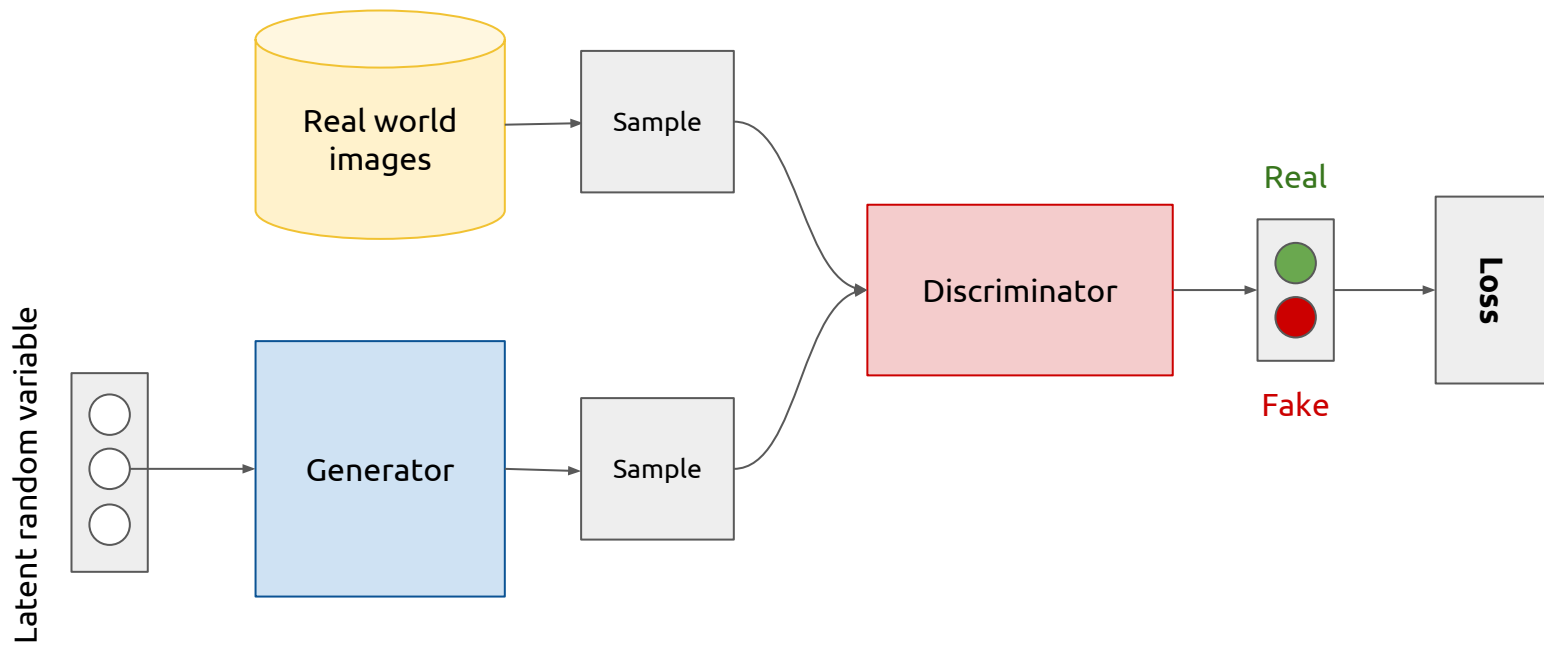 Real world
images
Sample
Latent random variable
Generator
Sample
Discriminator
Real
Fake
Loss